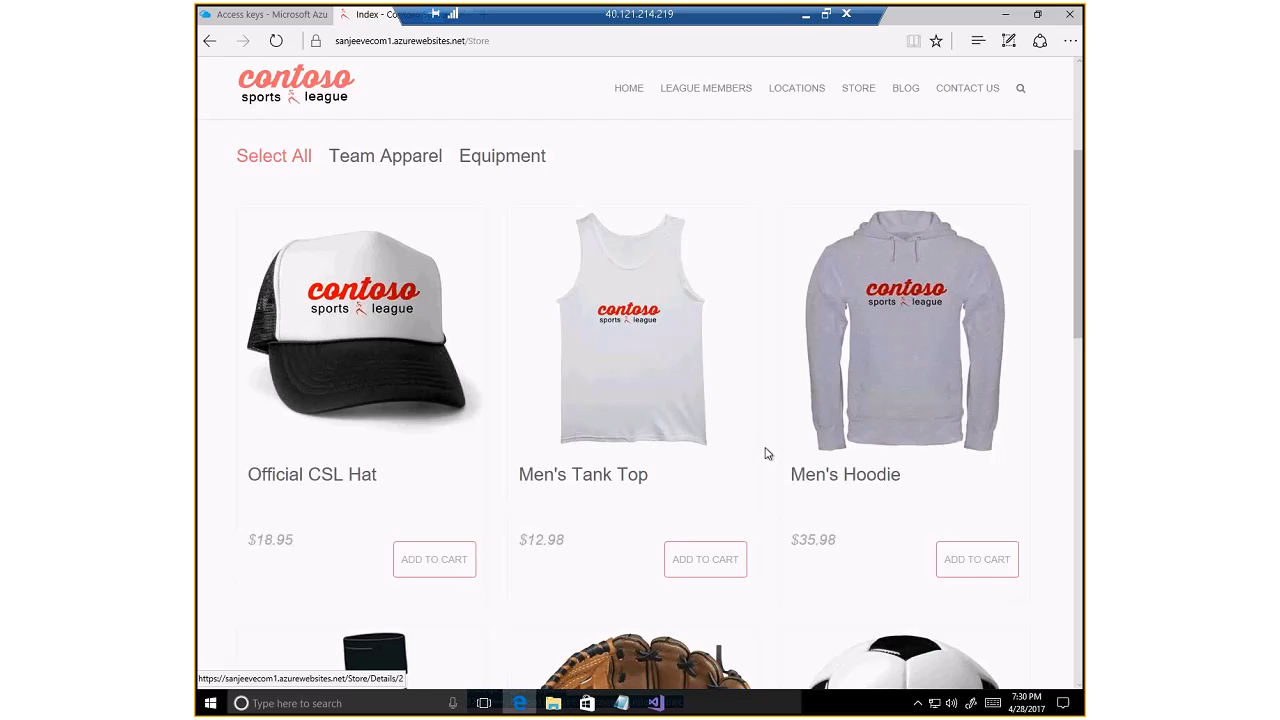 Access keys - Microsoft Azu
Index - Conto
40.121.214.219
sanjeevecom1.azurewebsites.net/Store
contoso
sports league
HOME LEAGUE MEMBERS LOCATIONS STORE BLOG CONTACT US
Select All Team Apparel Equipment
contoso
sports league
contoso
sports league
contoso
sports league
Official CSL Hat
Men's Tank Top
Men's Hoodie
$18.95
ADD TO CART
$12.98
ADD TO CART
$35.98
ADD TO CART
https://sanjeevecom1.azurewebsites.net/Store/Details/2
Type here to search
7:30 PM
4/28/2017